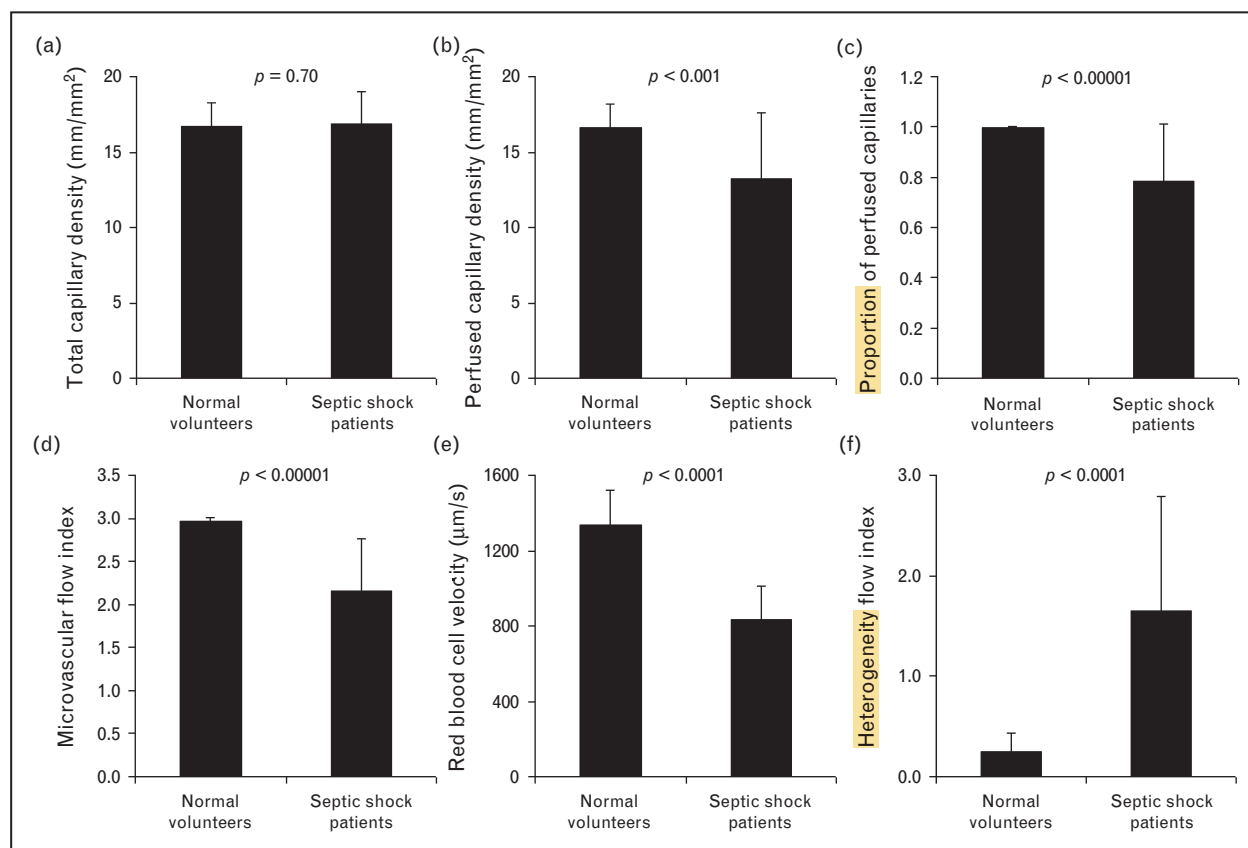 (a)
p = 0.70
Total capillary density (mm/mm²)
20
15
10
5
0
Normal
volunteers
Septic shock
patients
(b)
p < 0.001
Perfused capillary density (mm/mm²)
20
15
10
5
0
Normal
volunteers
Septic shock
patients
(c)
p < 0.00001
Proportion of perfused capillaries
1.2
1.0
0.8
0.6
0.4
0.2
0.0
Normal
volunteers
Septic shock
patients
(d)
p < 0.00001
Microvascular flow index
3.5
3.0
2.5
2.0
1.5
1.0
0.5
0.0
Normal
volunteers
Septic shock
patients
(e)
p < 0.0001
Red blood cell velocity (μm/s)
1600
1200
800
400
0
Normal
volunteers
Septic shock
patients
(f)
p < 0.0001
Heterogeneity flow index
3.0
2.0
1.0
0.0
Normal
volunteers
Septic shock
patients